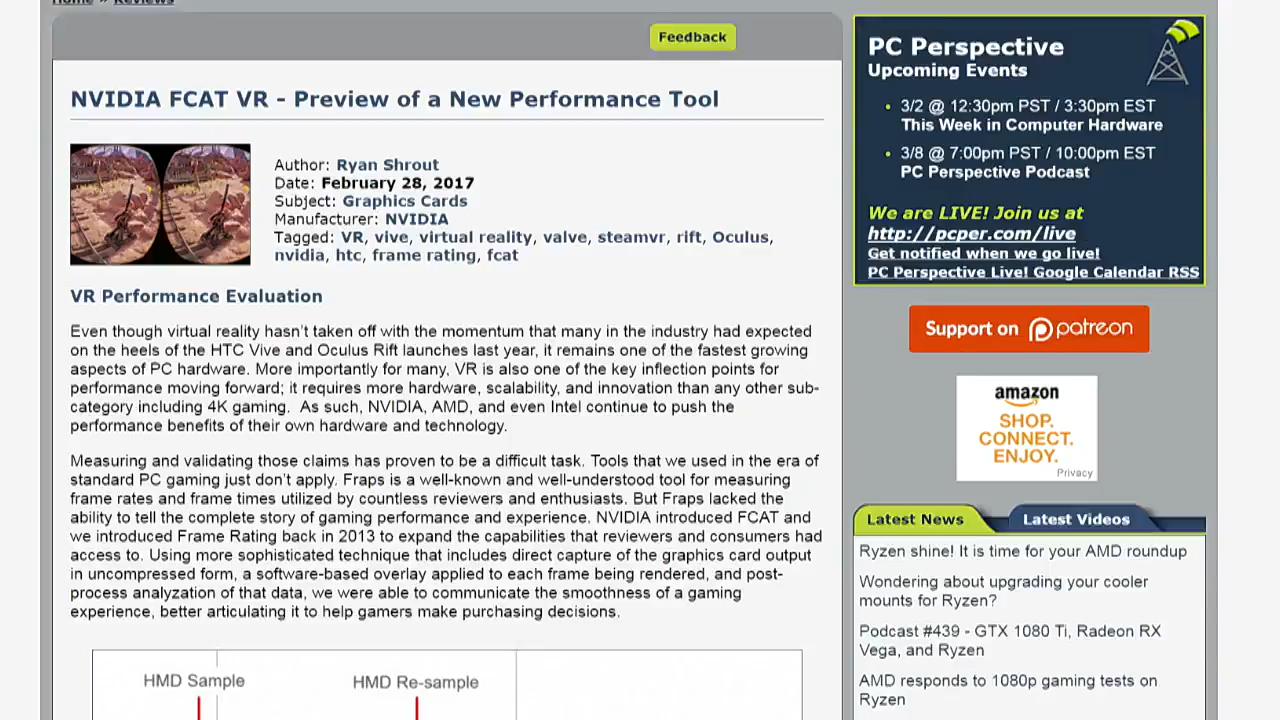 Home » Reviews
Feedback
NVIDIA FCAT VR - Preview of a New Performance Tool
Author: Ryan Shrout
Date: February 28, 2017
Subject: Graphics Cards
Manufacturer: NVIDIA
Tagged: VR, vive, virtual reality, valve, steamvr, rift, Oculus,
nvidia, htc, frame rating, fcat
VR Performance Evaluation
Even though virtual reality hasn't taken off with the momentum that many in the industry had expected
on the heels of the HTC Vive and Oculus Rift launches last year, it remains one of the fastest growing
aspects of PC hardware. More importantly for many, VR is also one of the key inflection points for
performance moving forward; it requires more hardware, scalability, and innovation than any other sub-
category including 4K gaming.  As such, NVIDIA, AMD, and even Intel continue to push the
performance benefits of their own hardware and technology.
Measuring and validating those claims has proven to be a difficult task. Tools that we used in the era of
standard PC gaming just don't apply. Fraps is a well-known and well-understood tool for measuring
frame rates and frame times utilized by countless reviewers and enthusiasts. But Fraps lacked the
ability to tell the complete story of gaming performance and experience. NVIDIA introduced FCAT and
we introduced Frame Rating back in 2013 to expand the capabilities that reviewers and consumers had
access to. Using more sophisticated technique that includes direct capture of the graphics card output
in uncompressed form, a software-based overlay applied to each frame being rendered, and post-
process analyzation of that data, we were able to communicate the smoothness of a gaming
experience, better articulating it to help gamers make purchasing decisions.
HMD Sample
HMD Re-sample
PC Perspective
Upcoming Events
• 3/2 @ 12:30pm PST / 3:30pm EST
This Week in Computer Hardware
• 3/8 @ 7:00pm PST / 10:00pm EST
PC Perspective Podcast
We are LIVE! Join us at
http://pcper.com/live
Get notified when we go live!
PC Perspective Live! Google Calendar RSS
Support on patreon
amazon
SHOP.
CONNECT.
ENJOY.
Privacy
Latest News
Latest Videos
Ryzen shine! It is time for your AMD roundup
Wondering about upgrading your cooler
mounts for Ryzen?
Podcast #439 - GTX 1080 Ti, Radeon RX
Vega, and Ryzen
AMD responds to 1080p gaming tests on
Ryzen